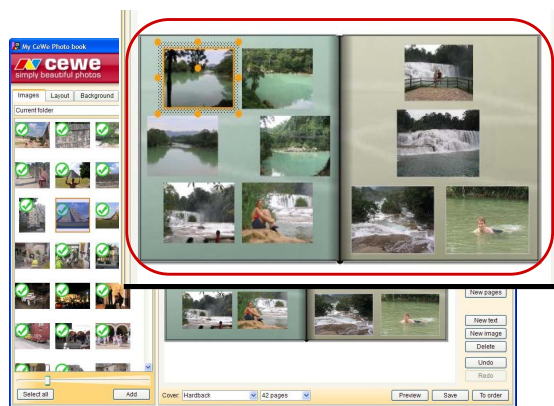 My CeWe Photo book
cewe
simply beautiful photos
Images Layout Background
Current folder
New pages
New text
New image
Delete
Undo
Redo
Select all Add Cover: Hardback 42 pages Preview Save To order